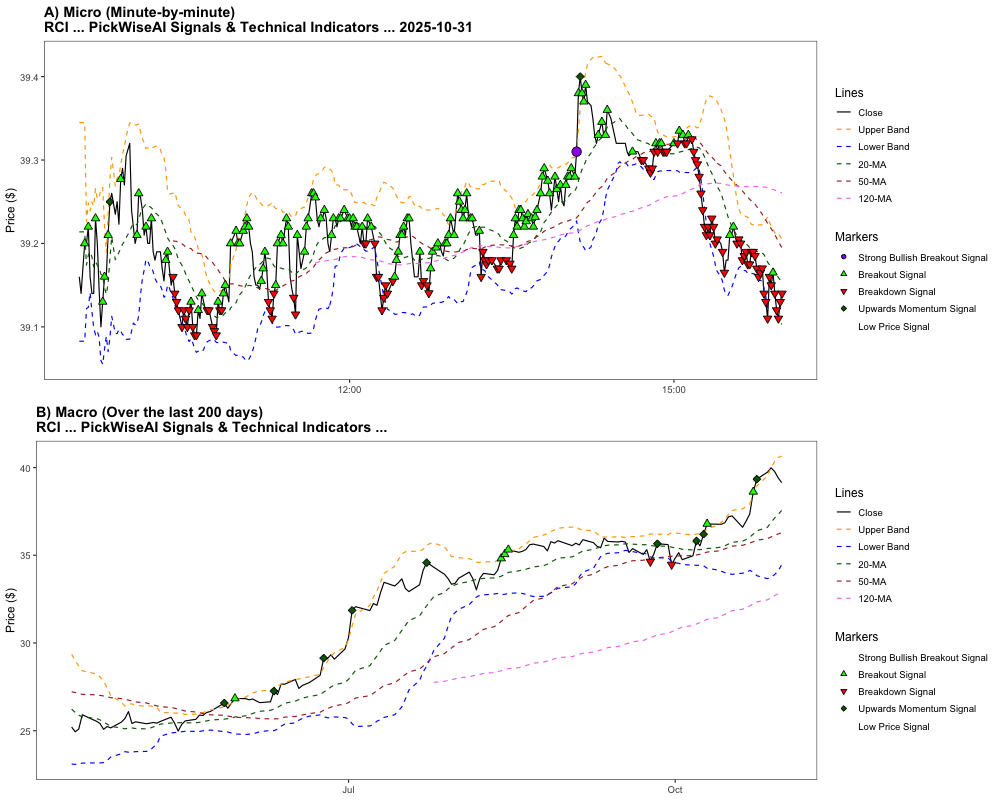 A) Micro (Minute-by-minute)
RCI ... PickWiseAI Signals & Technical Indicators ... 2025-10-31
Price ($)
39.4
39.3
39.2
39.1
12:00
15:00
Lines
Close
Upper Band
Lower Band
20-MA
50-MA
120-MA
Markers
Strong Bullish Breakout Signal
Breakout Signal
Breakdown Signal
Upwards Momentum Signal
Low Price Signal
B) Macro (Over the last 200 days)
RCI ... PickWiseAI Signals & Technical Indicators ...
Price ($)
40
35
30
25
Jul
Oct
Lines
Close
Upper Band
Lower Band
20-MA
50-MA
120-MA
Markers
Strong Bullish Breakout Signal
Breakout Signal
Breakdown Signal
Upwards Momentum Signal
Low Price Signal